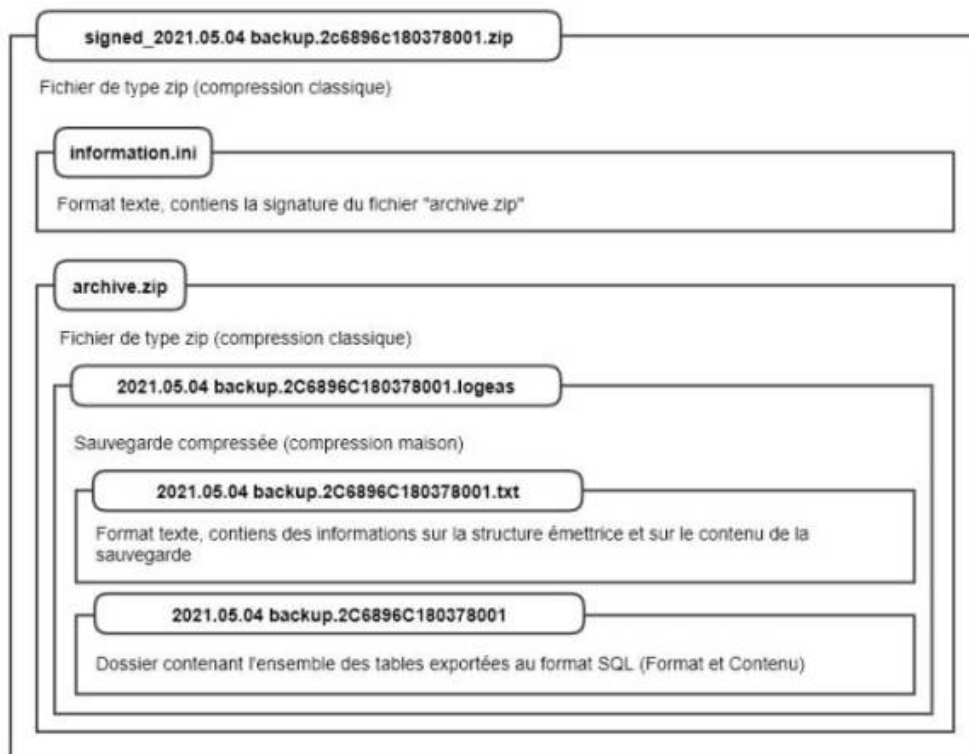 signed_2021.05.04 backup.2c6896c180378001.zip
Fichier de type zip (compression classique)
information.ini
Format texte, contiens la signature du fichier "archive.zip"
archive.zip
Fichier de type zip (compression classique)
2021.05.04 backup.2C6896C180378001.logeas
Sauvegarde compressée (compression maison)
2021.05.04 backup.2C6896C180378001.txt
Format texte, contiens des informations sur la structure émettrice et sur le contenu de la
sauvegarde
2021.05.04 backup.2C6896C180378001
Dossier contenant l'ensemble des tables exportées au format SQL (Format et Contenu)